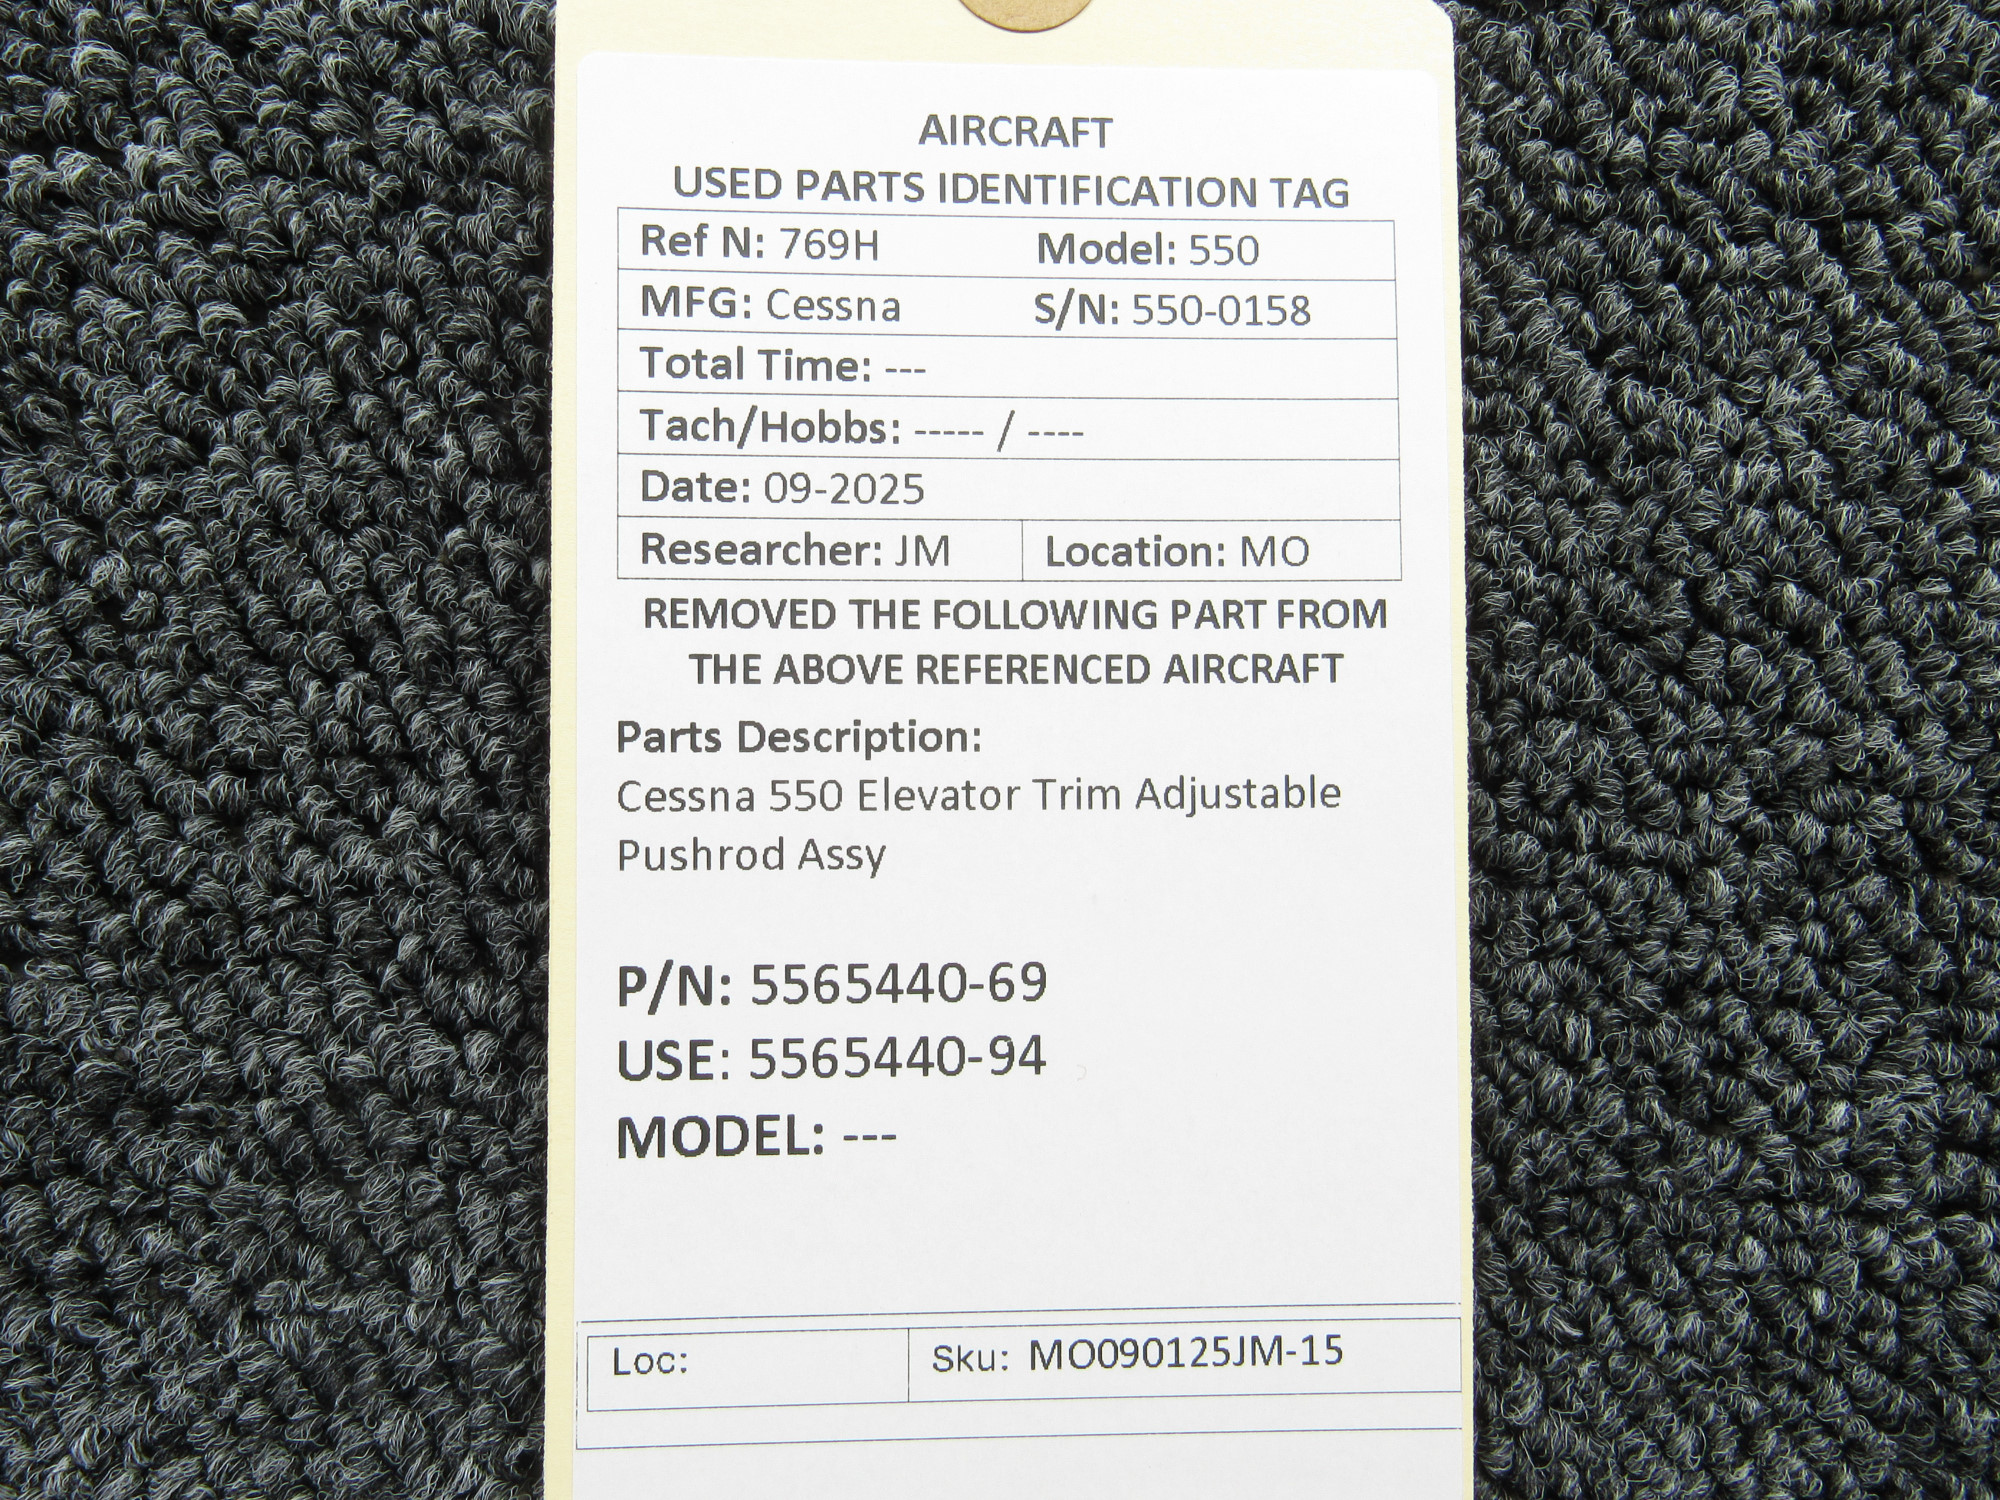 AIRCRAFT
USED PARTS IDENTIFICATION TAG
Ref N: 769H Model: 550
MFG: Cessna S/N: 550-0158
Total Time: ---
Tach/Hobbs: ----- / ----
Date: 09-2025
Researcher: JM Location: MO
REMOVED THE FOLLOWING PART FROM
THE ABOVE REFERENCED AIRCRAFT
Parts Description:
Cessna 550 Elevator Trim Adjustable
Pushrod Assy
P/N: 5565440-69
USE: 5565440-94
MODEL: ---
Loc: Sku: MO090125JM-15